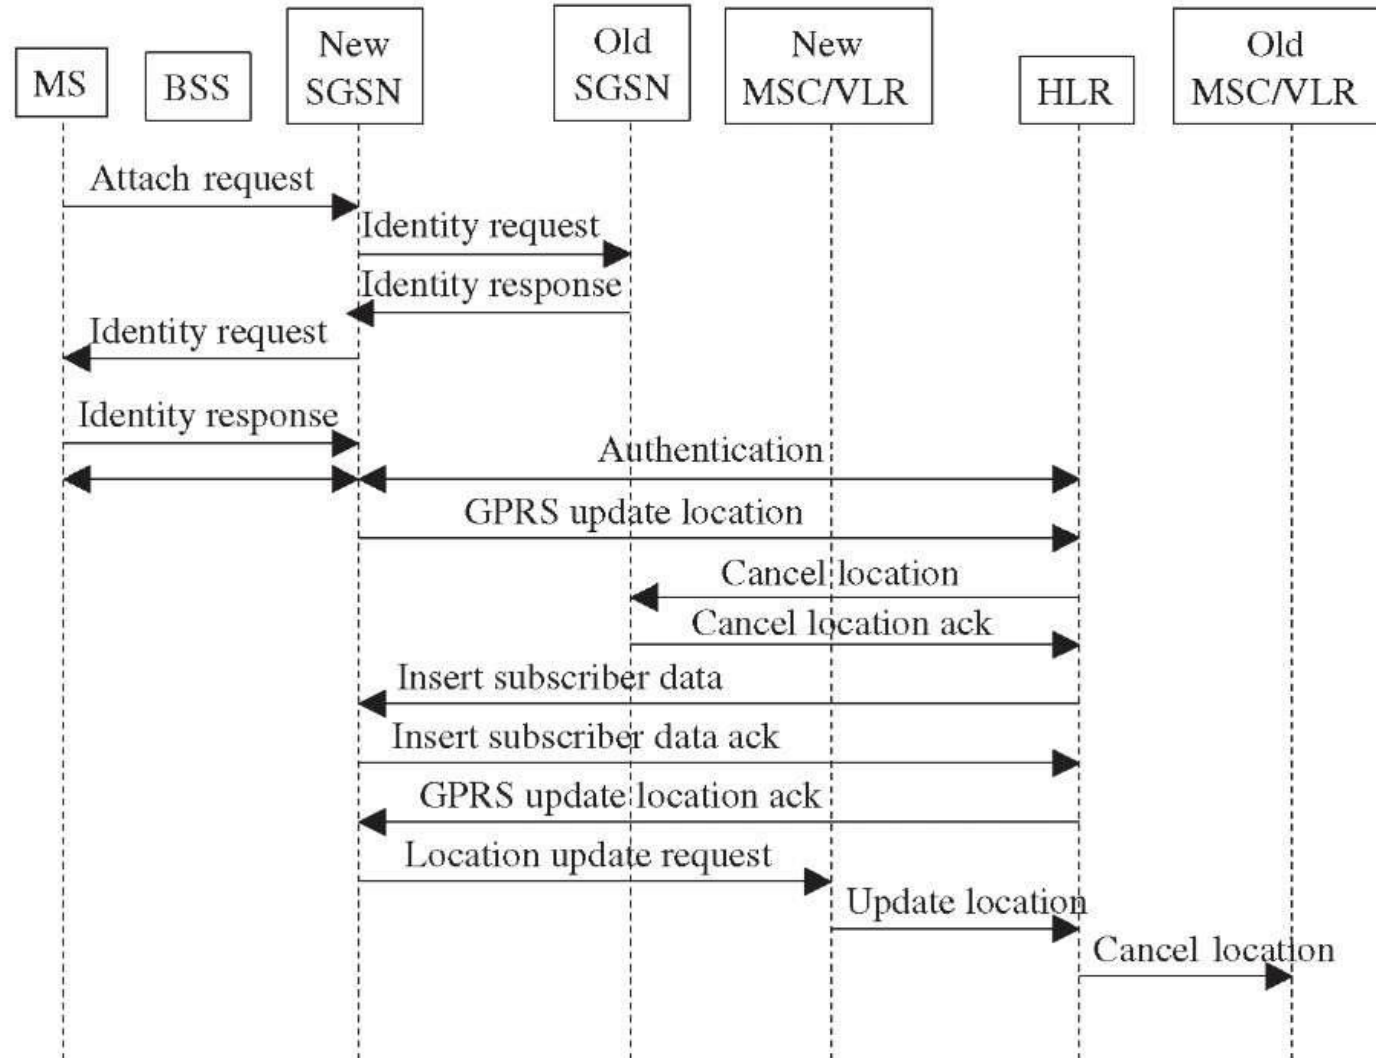 MS
BSS
New
SGSN
Old
SGSN
New
MSC/VLR
HLR
Old
MSC/VLR
Attach request
Identity request
Identity response
Identity request
Identity response
Authentication
GPRS update location
Cancel location
Cancel location ack
Insert subscriber data
Insert subscriber data ack
GPRS update location ack
Location update request
Update location
Cancel location